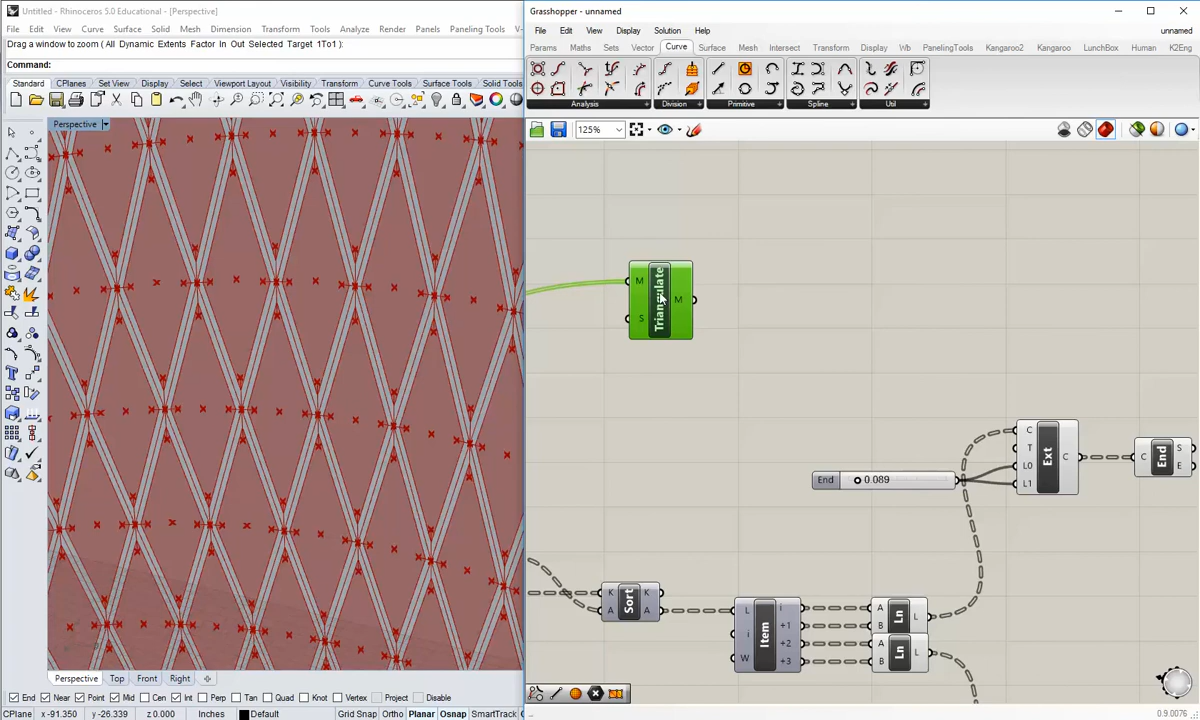 Untitled - Rhinoceros 5.0 Educational - [Perspective]
File Edit View Curve Surface Solid Mesh Dimension Transform Tools Analyze Render Panels Paneling Tools V-
Drag a window to zoom ( All Dynamic Extents Factor In Out Selected Target 1To1 ):
Command:
Standard CPlanes Set View Display Select Viewport Layout Visibility Transform Curve Tools Surface Tools Solid Tools
Perspective
Perspective Top Front Right
End Near Point Mid Cen Int Perp Tan Quad Knot Vertex Project Disable
CPlane x -91.350 y -26.339 z 0.000 Inches Default Grid Snap Ortho Planar Osnap SmartTrack
Grasshopper - unnamed
File Edit View Display Solution Help unnamed
Params Maths Sets Vector Curve Surface Mesh Intersect Transform Display Wb PanelingTools Kangaroo2 Kangaroo LunchBox Human K2Eng
Analysis Division Primitive Spline Util
125%
M S Triangulate M
End 0.089
C T L0 L1 Ext C
C End S E
K A Sort K A
L i W Item i +1 +2 +3
A B Ln L
A B Ln L
0.9.0076